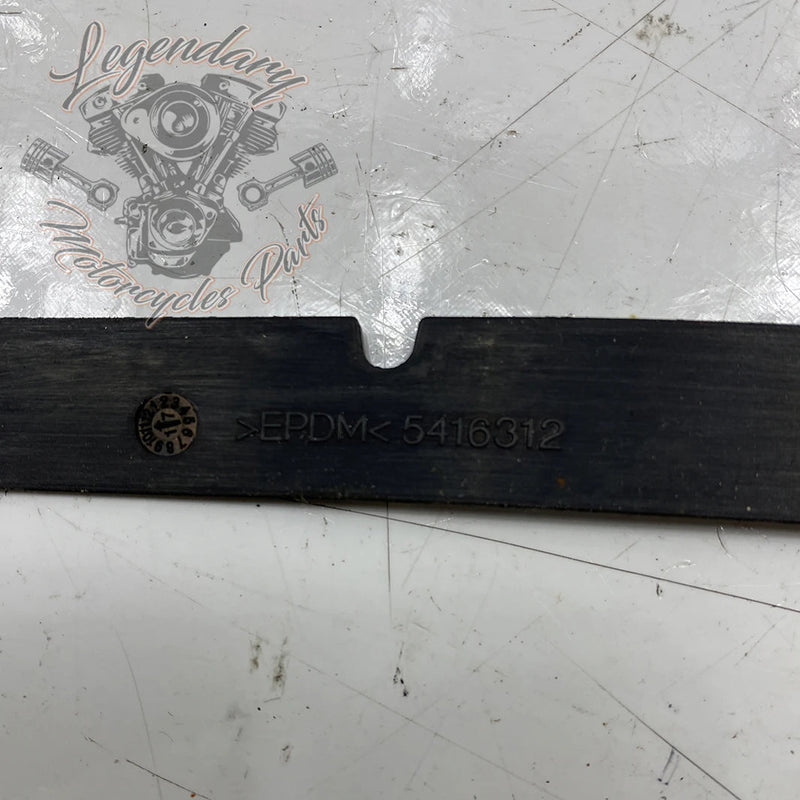 Legendary
Motorcycles Parts
>EPDM< 5416312